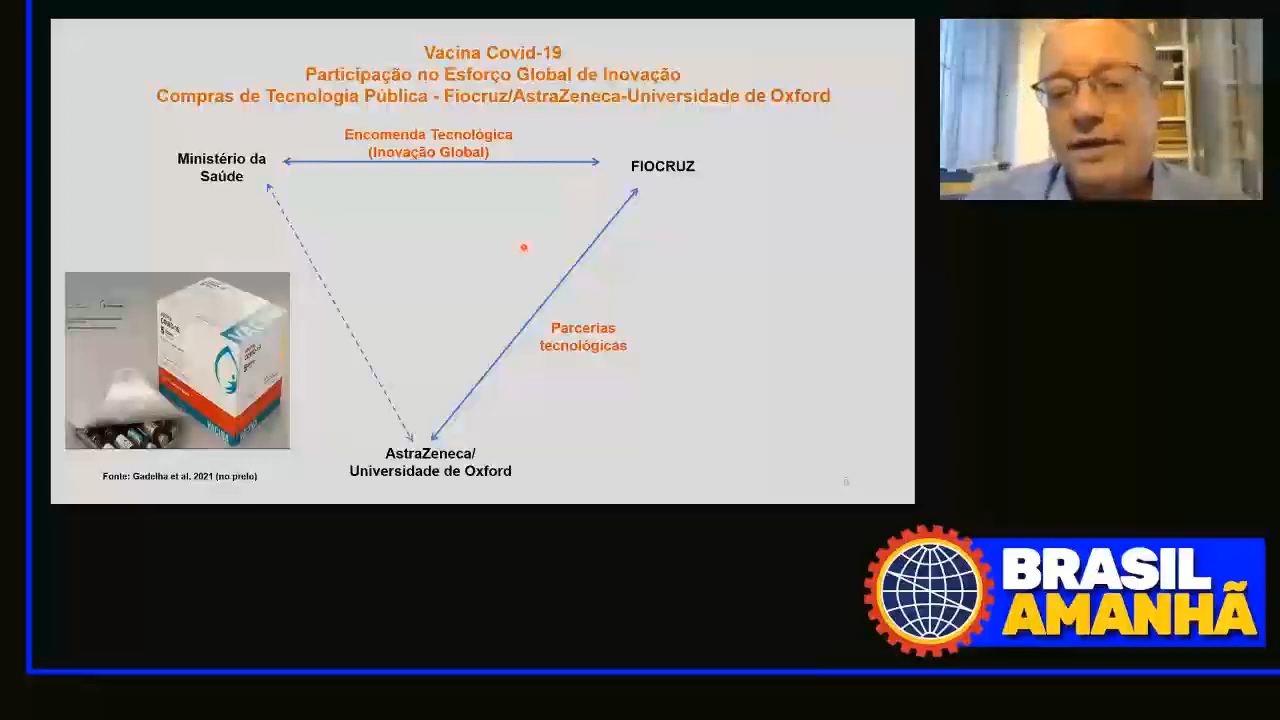 Vacina Covid-19
Participação no Esforço Global de Inovação
Compras de Tecnologia Pública - Fiocruz/AstraZeneca-Universidade de Oxford
Encomenda Tecnológica
(Inovação Global)
Ministério da
Saúde
FIOCRUZ
Parcerias
tecnológicas
AstraZeneca/
Universidade de Oxford
Fonte: Gadelha et al. 2021 (no prelo)
BRASIL
AMANHÃ